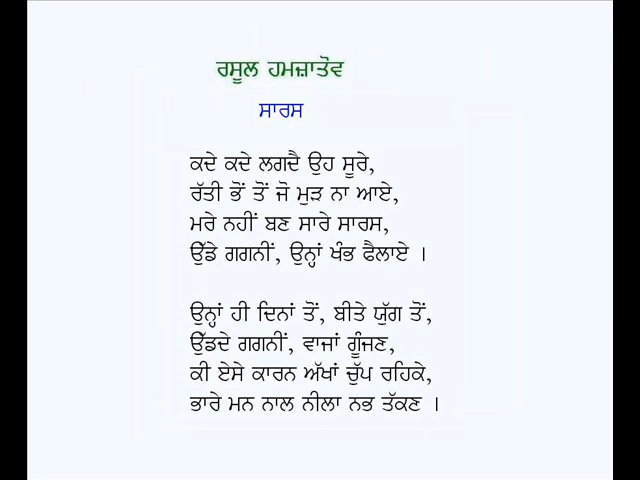 ਰਸੂਲ ਹਮਜ਼ਾਤੋਵ
ਸਾਰਸ
ਕਦੇ ਕਦੇ ਲਗਦੈ ਉਹ ਸੂਰੇ,
ਰੱਤੀ ਭੋਂ ਤੋਂ ਜੋ ਮੁੜ ਨਾ ਆਏ,
ਮਰੇ ਨਹੀਂ ਬਣ ਸਾਰੇ ਸਾਰਸ,
ਉੱਡੇ ਗਗਨੀਂ, ਉਨ੍ਹਾਂ ਖੰਭ ਫੈਲਾਏ ।
ਉਨ੍ਹਾਂ ਹੀ ਦਿਨਾਂ ਤੋਂ, ਬੀਤੇ ਯੁੱਗ ਤੋਂ,
ਉੱਡਦੇ ਗਗਨੀਂ, ਵਾਜਾਂ ਗੂੰਜਣ,
ਕੀ ਏਸੇ ਕਾਰਨ ਅੱਖਾਂ ਚੁੱਪ ਰਹਿਕੇ,
ਭਾਰੇ ਮਨ ਨਾਲ ਨੀਲਾ ਨਭ ਤੱਕਣ ।